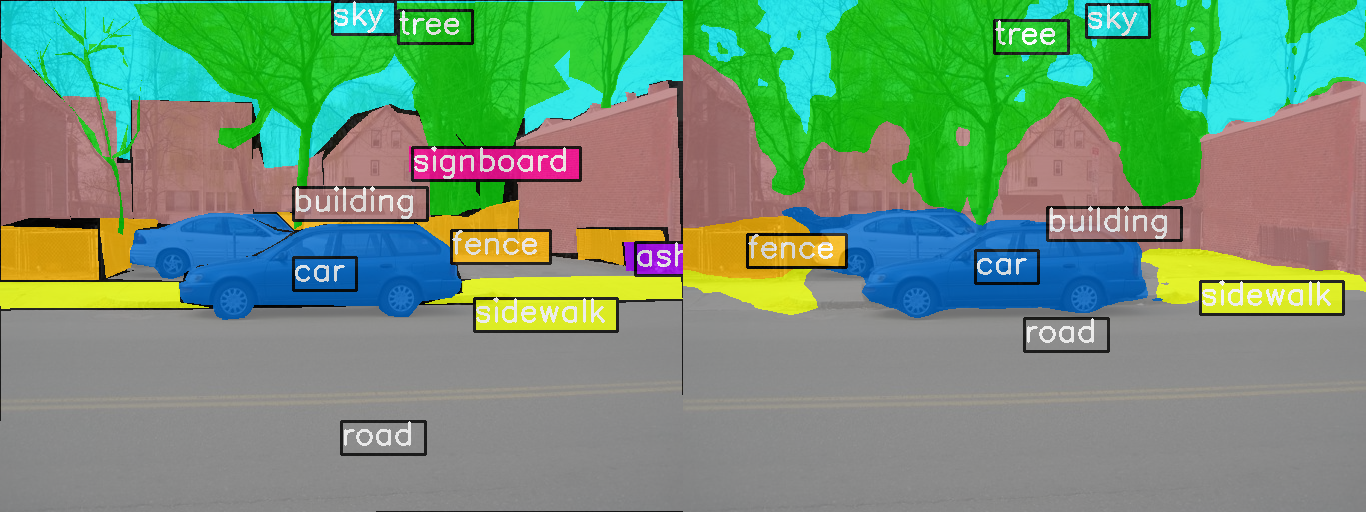 sky
tree
signboard
building
fence
ash
car
sidewalk
road
tree
sky
building
fence
car
sidewalk
road